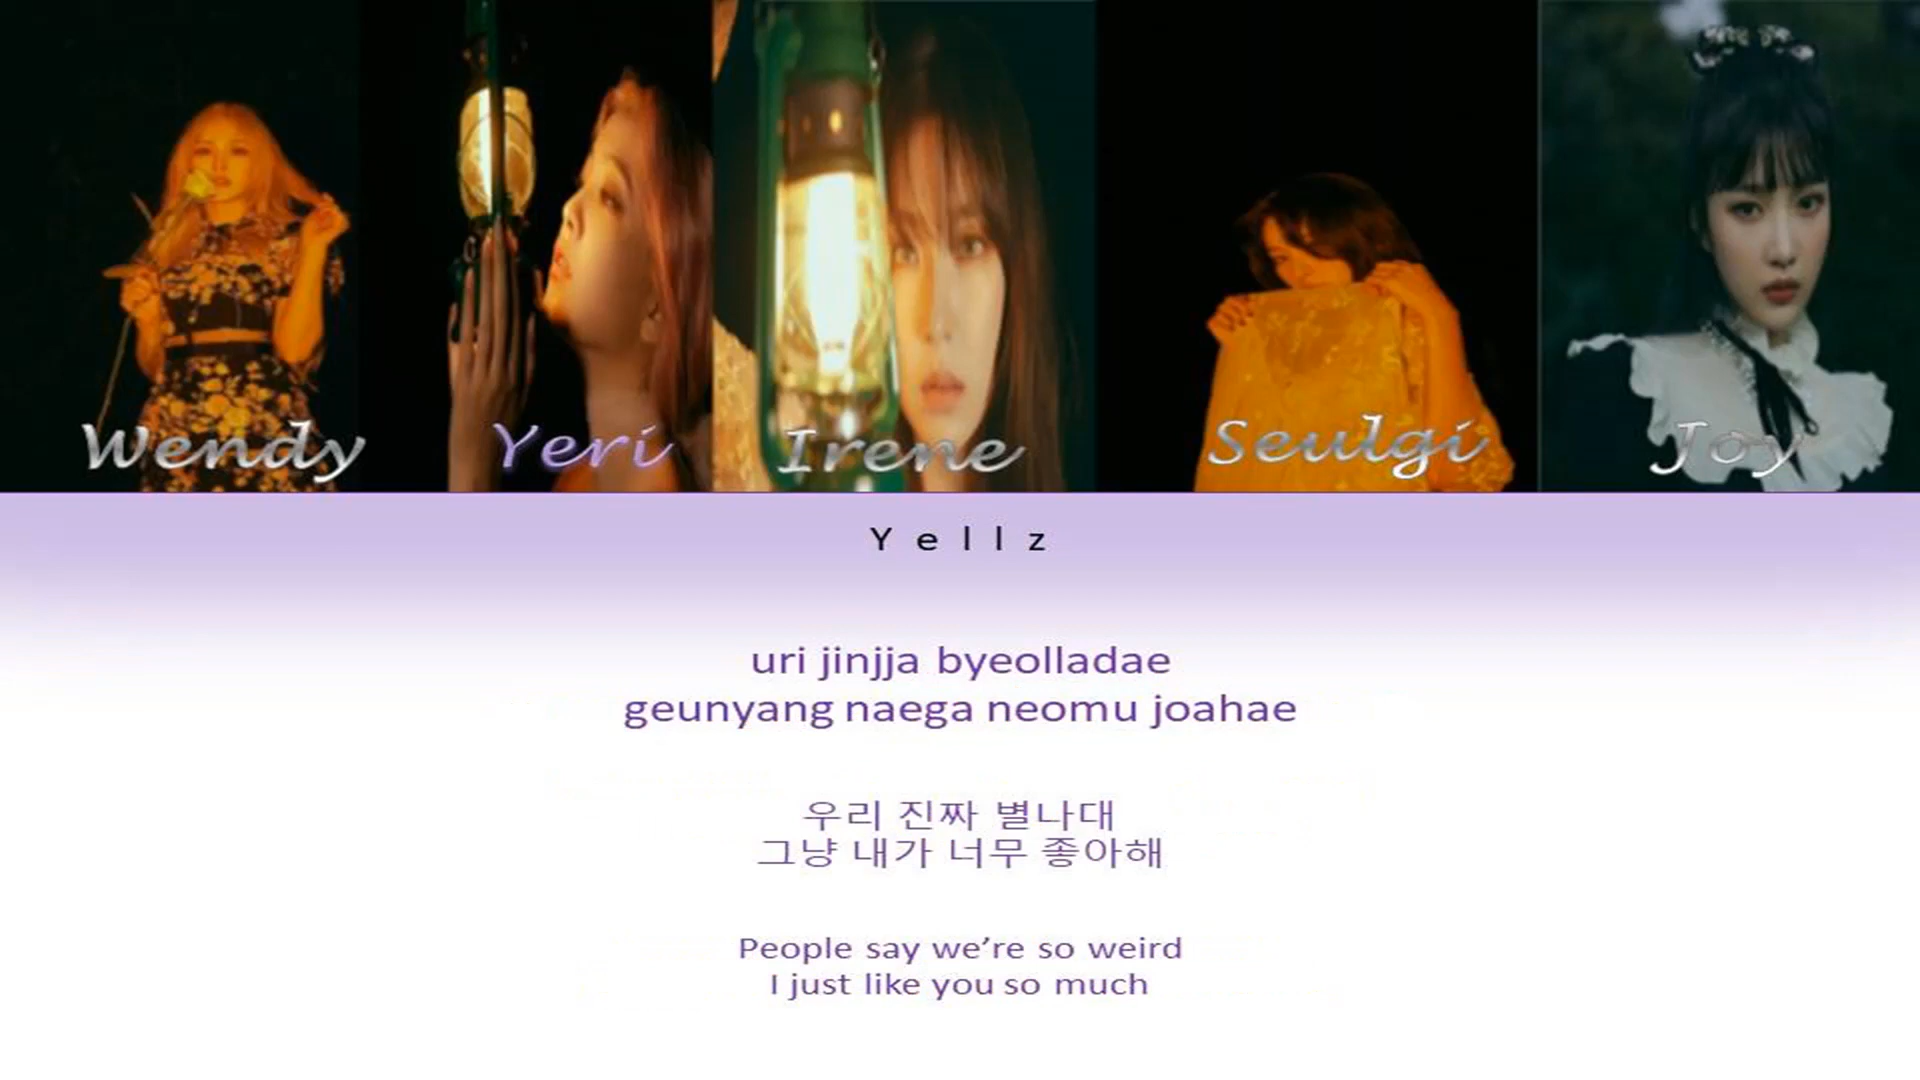 Wendy
Yeri
Irene
Seulgi
Joy
Yellz
uri jinjja byeolladae
geunyang naega neomu joahae
우리 진짜 별나대
그냥 내가 너무 좋아해
People say we’re so weird
I just like you so much